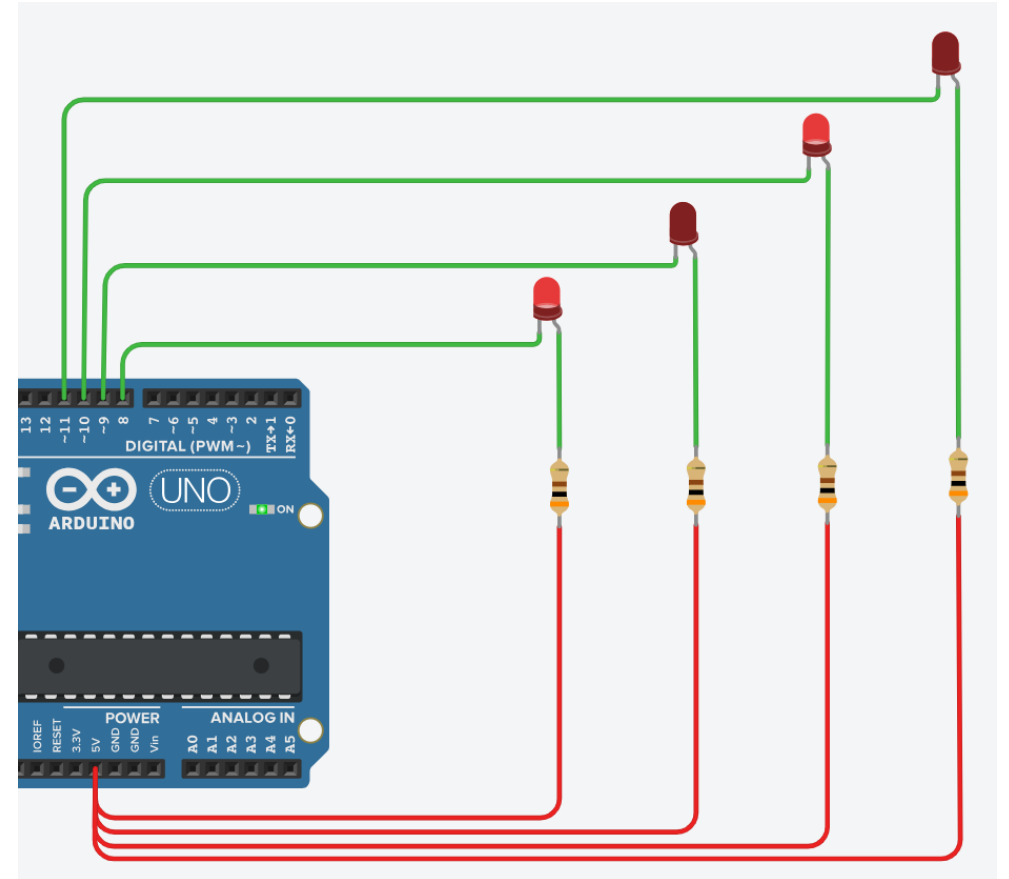 13
12
~11
~10
~9
8
7
~6
~5
4
~3
2
TX→1
RX←0
DIGITAL (PWM~)
UNO
ARDUINO
ON
POWER
ANALOG IN
IOREF
RESET
3.3V
5V
GND
GND
Vin
A0
A1
A2
A3
A4
A5